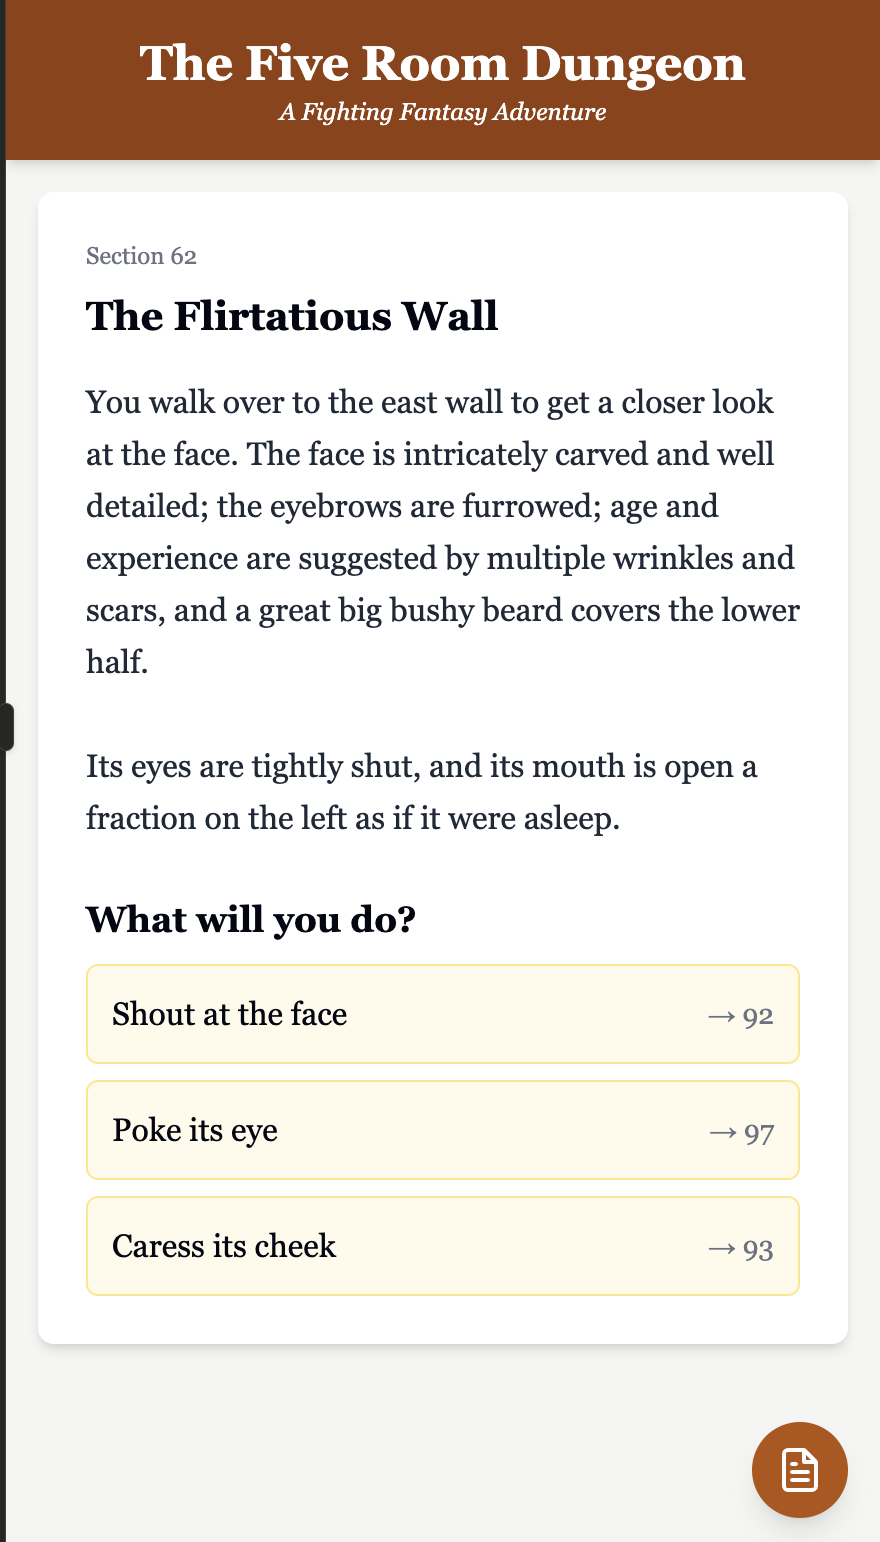 The Five Room Dungeon
A Fighting Fantasy Adventure
Section 62
The Flirtatious Wall
You walk over to the east wall to get a closer look
at the face. The face is intricately carved and well
detailed; the eyebrows are furrowed; age and
experience are suggested by multiple wrinkles and
scars, and a great big bushy beard covers the lower
half.
Its eyes are tightly shut, and its mouth is open a
fraction on the left as if it were asleep.
What will you do?
Shout at the face → 92
Poke its eye → 97
Caress its cheek → 93